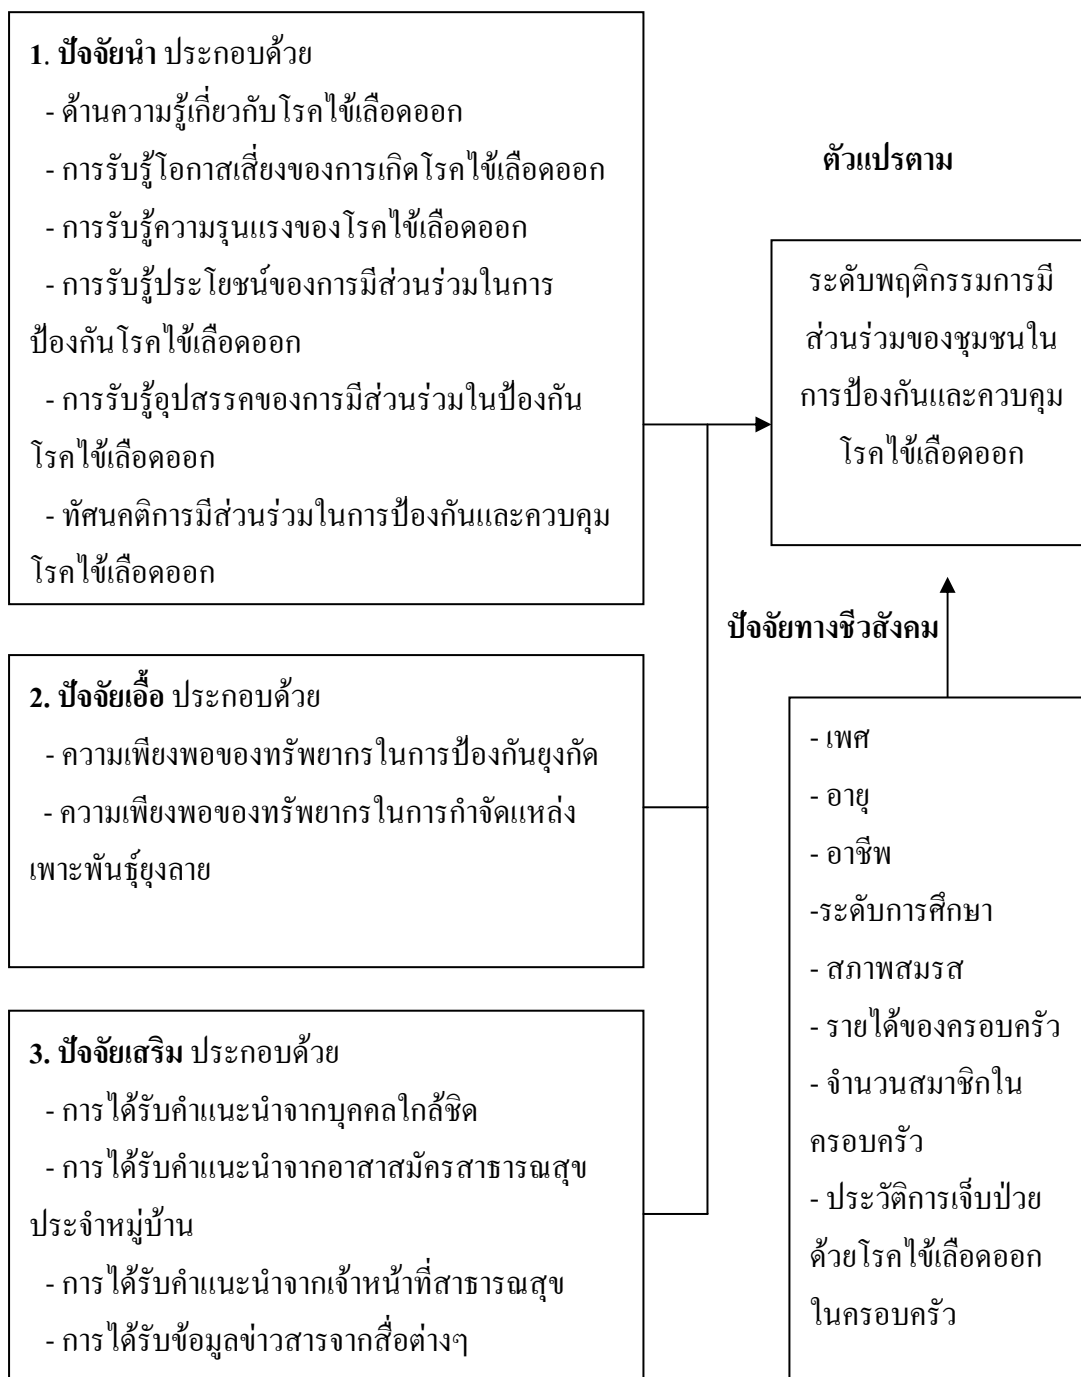 1. ปัจจัยนำ ประกอบด้วย
- ด้านความรู้เกี่ยวกับโรคไข้เลือดออก
- การรับรู้โอกาสเสี่ยงของการเกิดโรคไข้เลือดออก
- การรับรู้ความรุนแรงของโรคไข้เลือดออก
- การรับรู้ประโยชน์ของการมีส่วนร่วมในการ
ป้องกันโรคไข้เลือดออก
- การรับรู้อุปสรรคของการมีส่วนร่วมในป้องกัน
โรคไข้เลือดออก
- ทัศนคติการมีส่วนร่วมในการป้องกันและควบคุม
โรคไข้เลือดออก
2. ปัจจัยเอื้อ ประกอบด้วย
- ความเพียงพอของทรัพยากรในการป้องกันยุงกัด
- ความเพียงพอของทรัพยากรในการกำจัดแหล่ง
เพาะพันธุ์ยุงลาย
3. ปัจจัยเสริม ประกอบด้วย
- การได้รับคำแนะนำจากบุคคลใกล้ชิด
- การได้รับคำแนะนำจากอาสาสมัครสาธารณสุข
ประจำหมู่บ้าน
- การได้รับคำแนะนำจากเจ้าหน้าที่สาธารณสุข
- การได้รับข้อมูลข่าวสารจากสื่อต่างๆ
ตัวแปรตาม
ระดับพฤติกรรมการมี
ส่วนร่วมของชุมชนใน
การป้องกันและควบคุม
โรคไข้เลือดออก
ปัจจัยทางชีวสังคม
- เพศ
- อายุ
- อาชีพ
-ระดับการศึกษา
- สภาพสมรส
- รายได้ของครอบครัว
- จำนวนสมาชิกใน
ครอบครัว
- ประวัติการเจ็บป่วย
ด้วยโรคไข้เลือดออก
ในครอบครัว